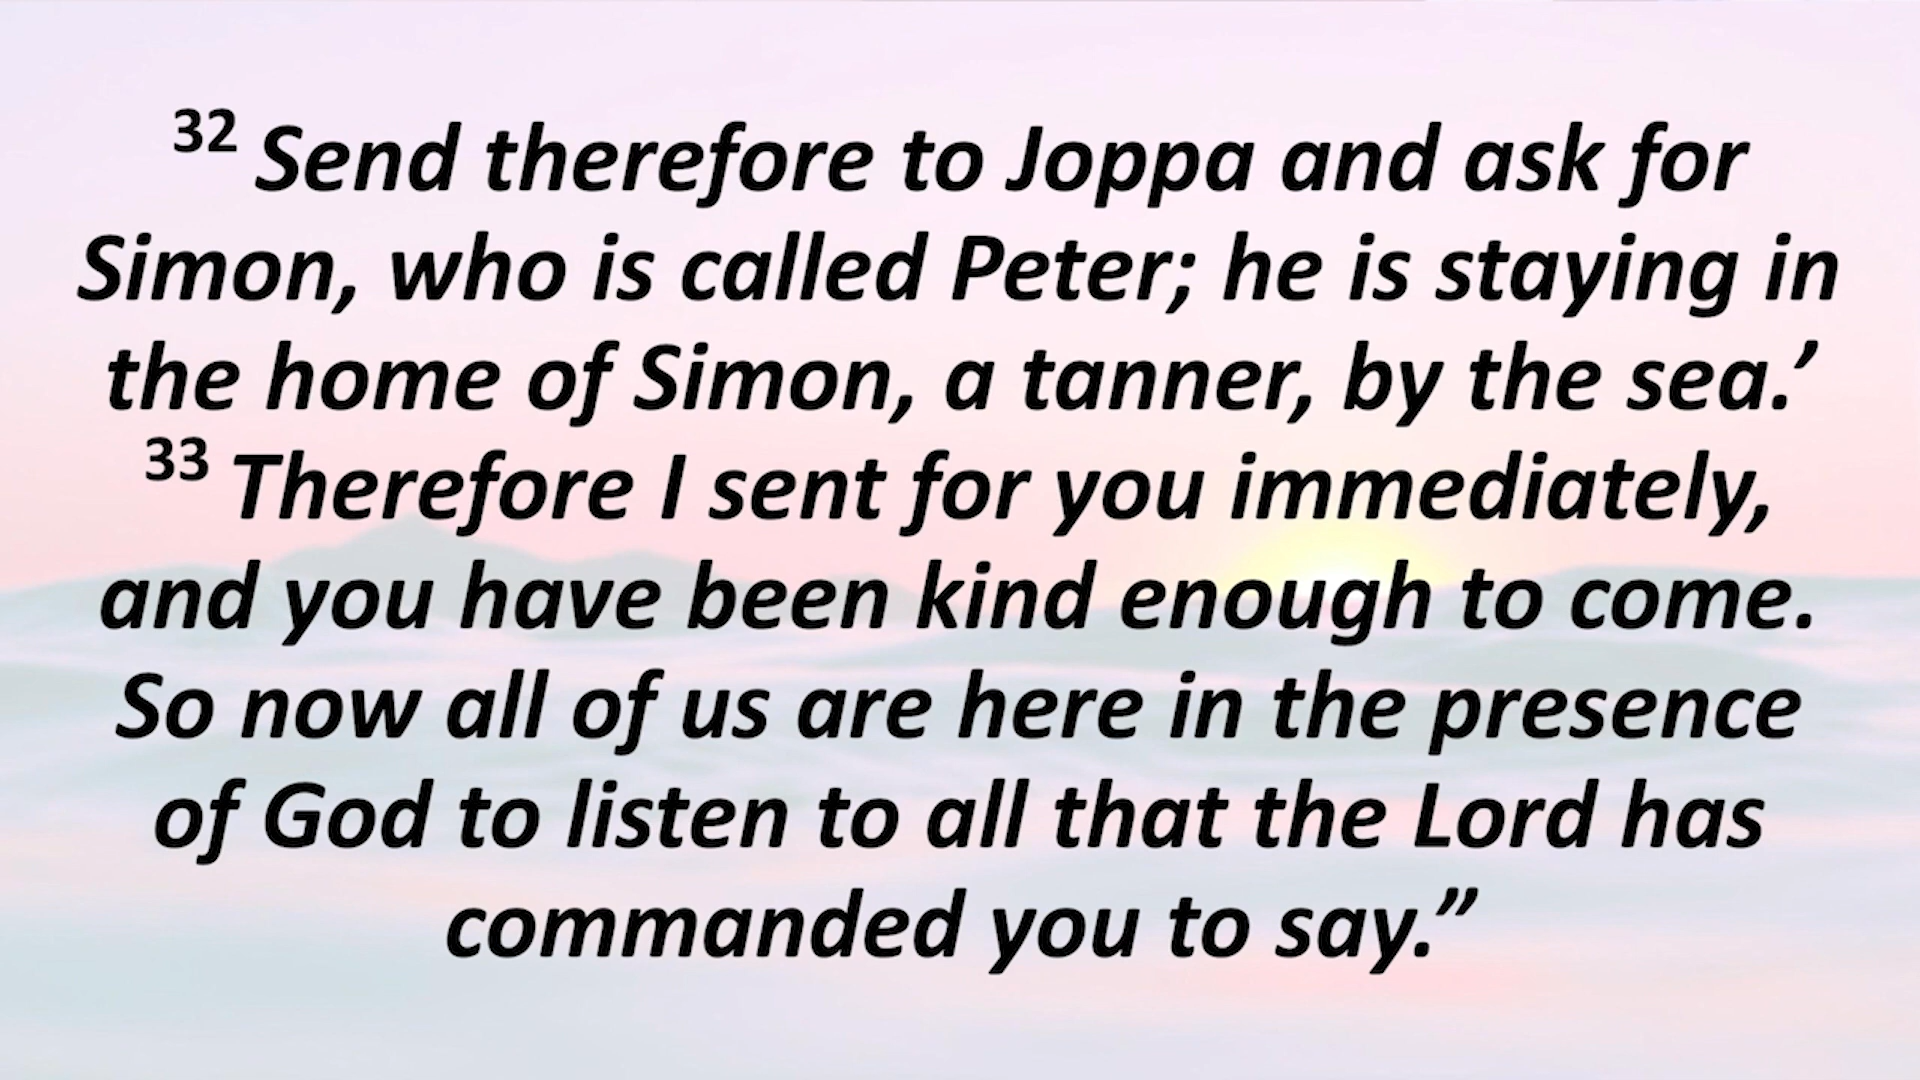 32 Send therefore to Joppa and ask for
Simon, who is called Peter; he is staying in
the home of Simon, a tanner, by the sea.’
33 Therefore I sent for you immediately,
and you have been kind enough to come.
So now all of us are here in the presence
of God to listen to all that the Lord has
commanded you to say.”